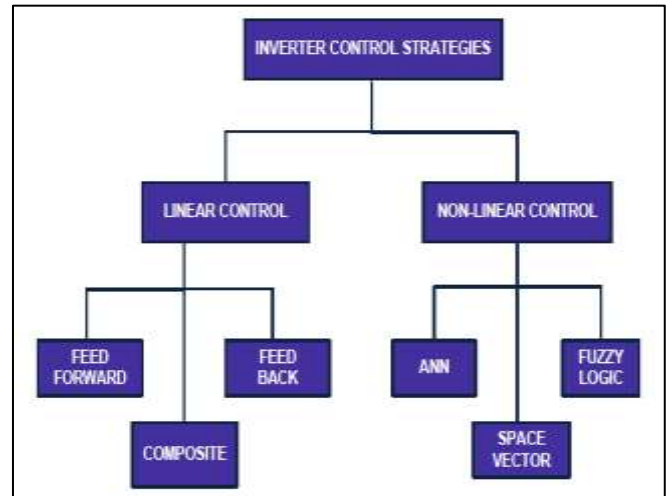 INVERTER CONTROL STRATEGIES
LINEAR CONTROL
NON-LINEAR CONTROL
FEED
FORWARD
FEED
BACK
ANN
FUZZY
LOGIC
COMPOSITE
SPACE
VECTOR